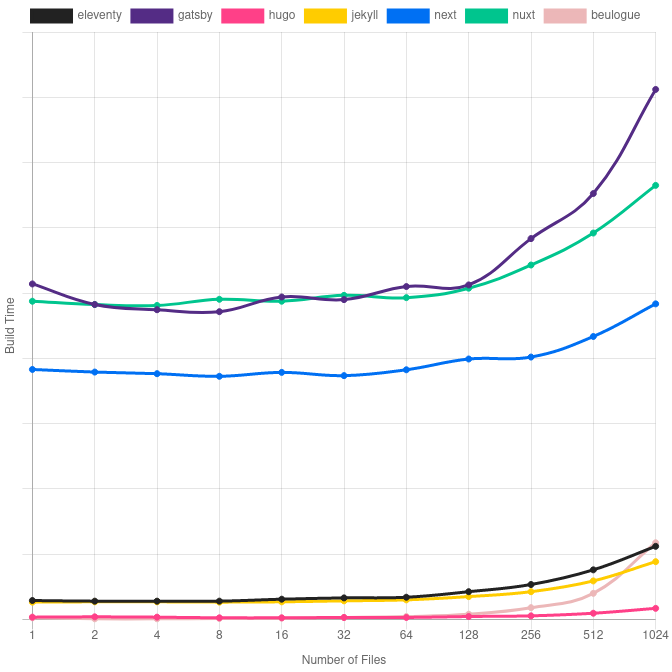 eleventy gatsby hugo jekyll next nuxt beulogue
Build Time
1 2 4 8 16 32 64 128 256 512 1024
Number of Files